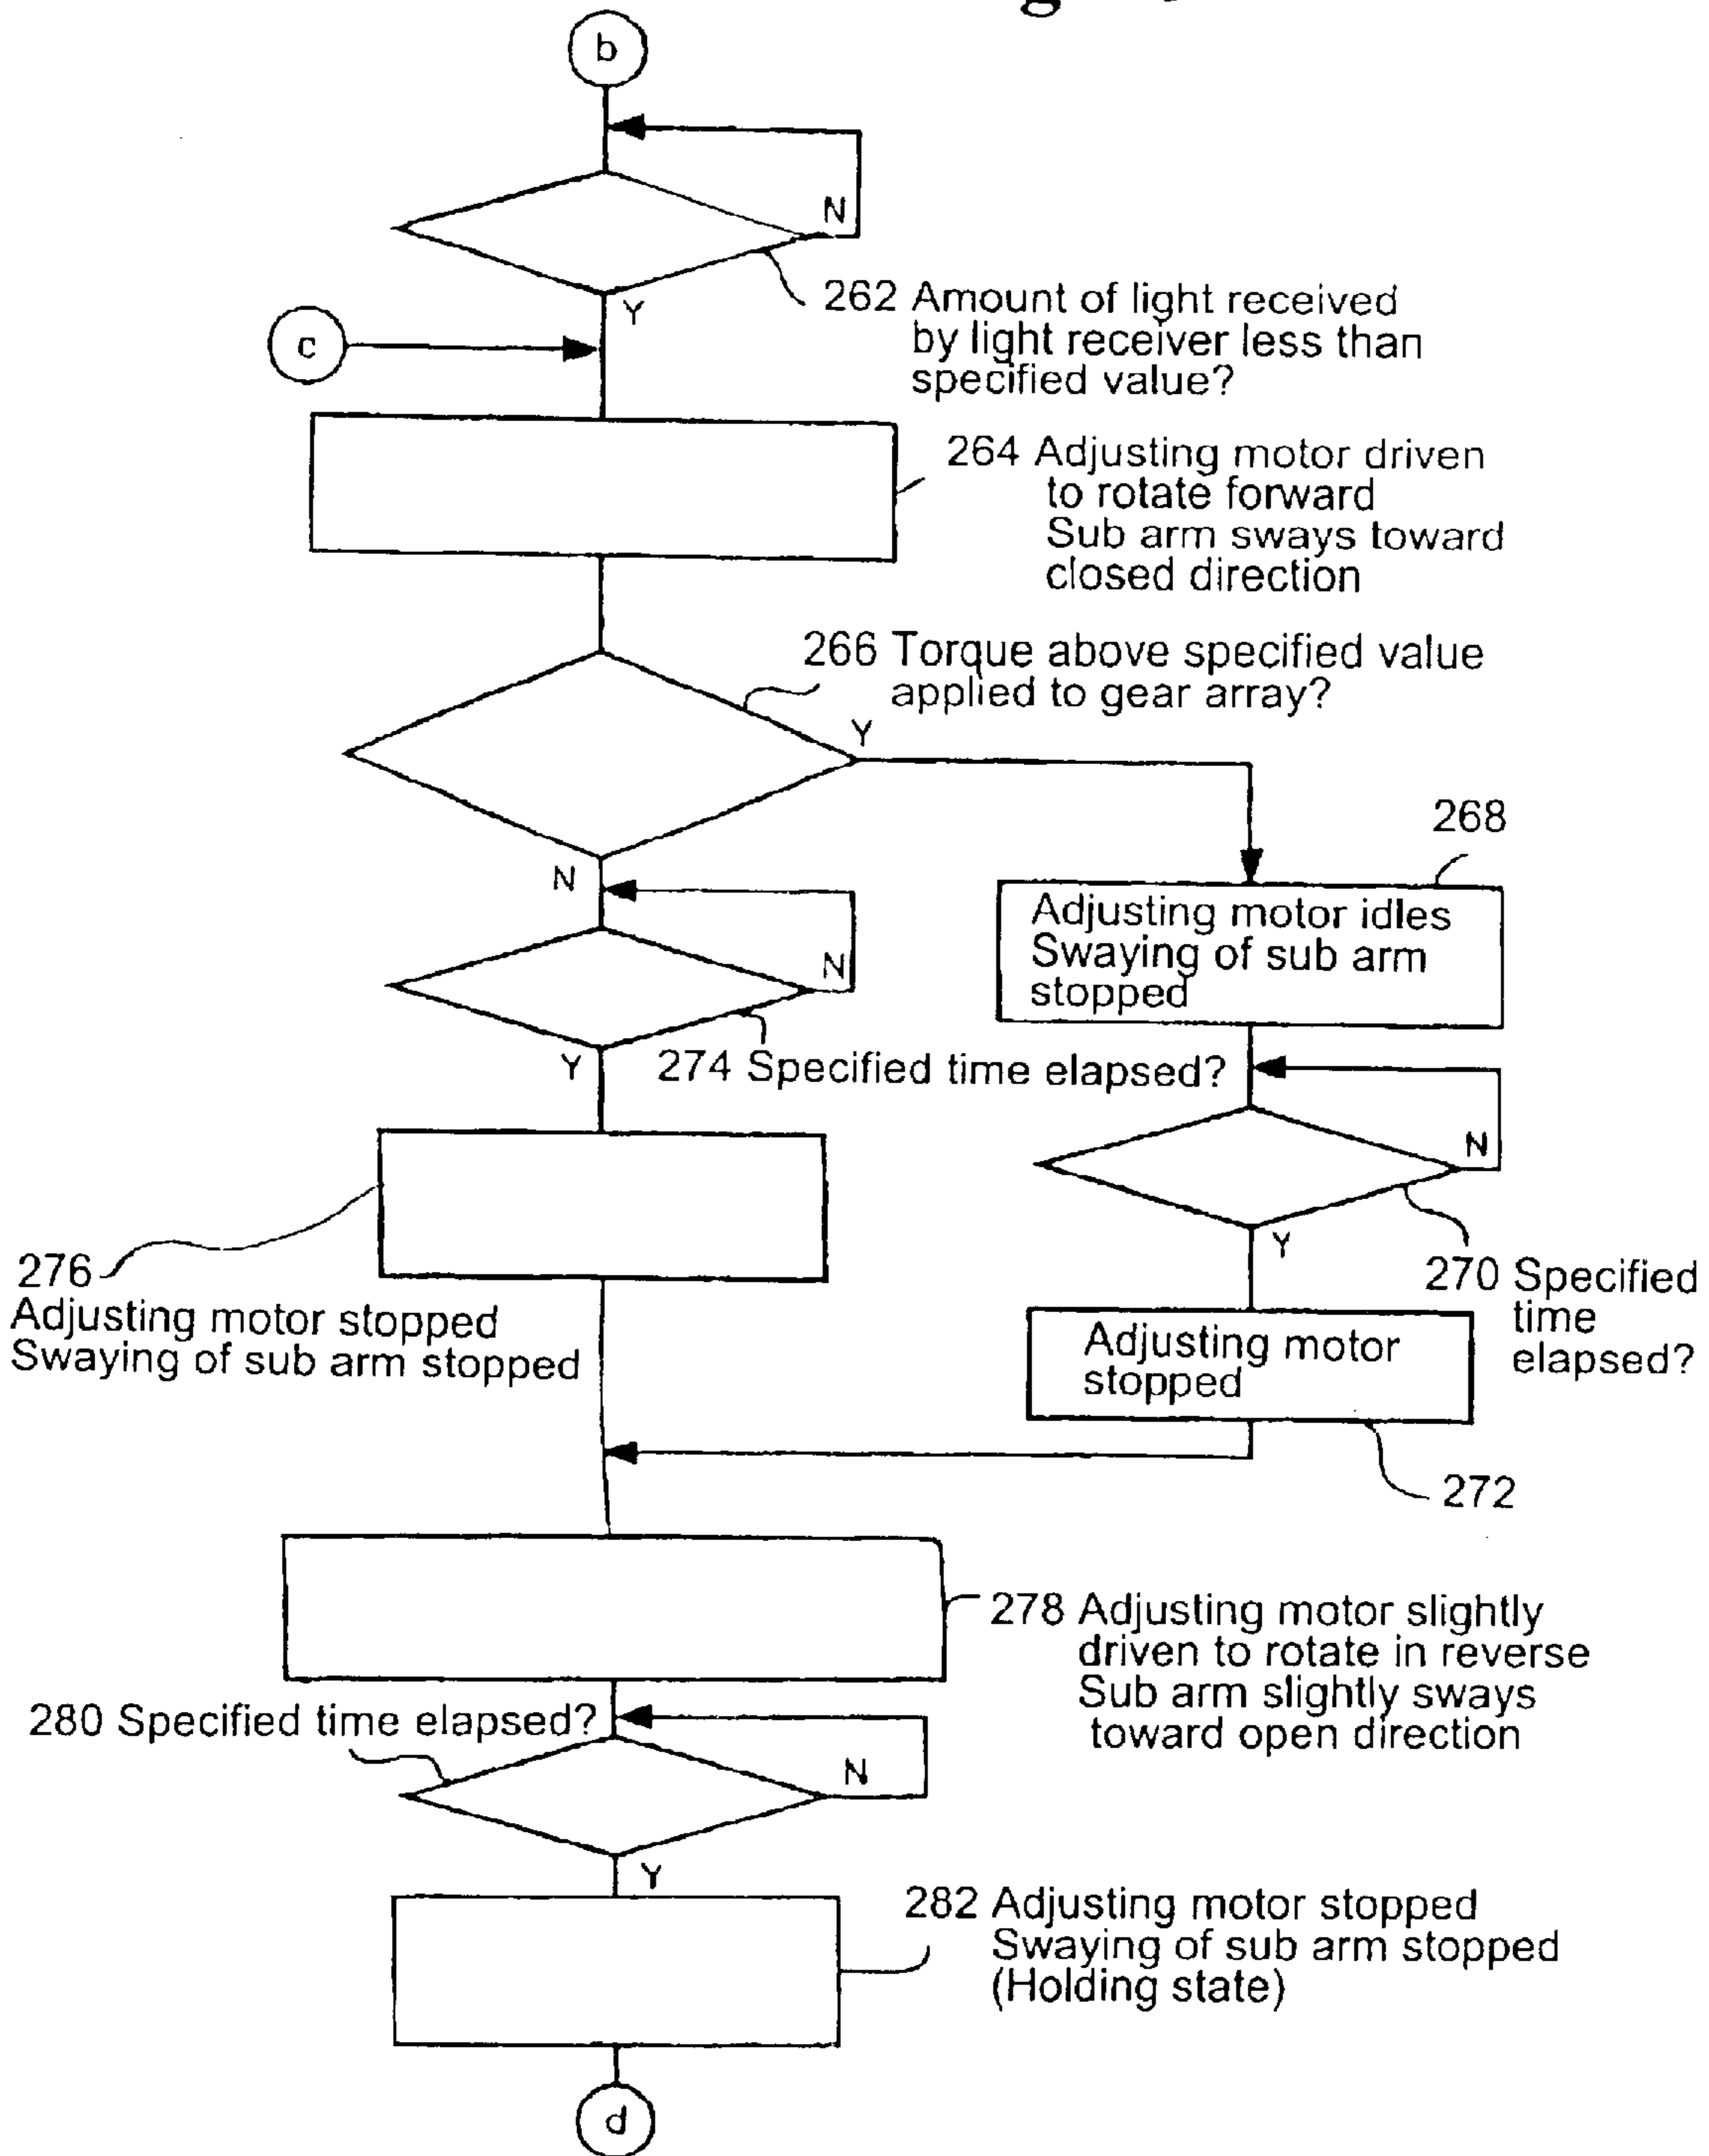 b
N
Y
262 Amount of light received
by light receiver less than
specified value?
c
264 Adjusting motor driven
to rotate forward
Sub arm sways toward
closed direction
266 Torque above specified value
applied to gear array?
Y
N
268
Adjusting motor idles
Swaying of sub arm
stopped
N
Y
274 Specified time elapsed?
N
Y
270 Specified
time
elapsed?
276
Adjusting motor stopped
Swaying of sub arm stopped
Adjusting motor
stopped
272
278 Adjusting motor slightly
driven to rotate in reverse
Sub arm slightly sways
toward open direction
280 Specified time elapsed?
N
Y
282 Adjusting motor stopped
Swaying of sub arm stopped
(Holding state)
d